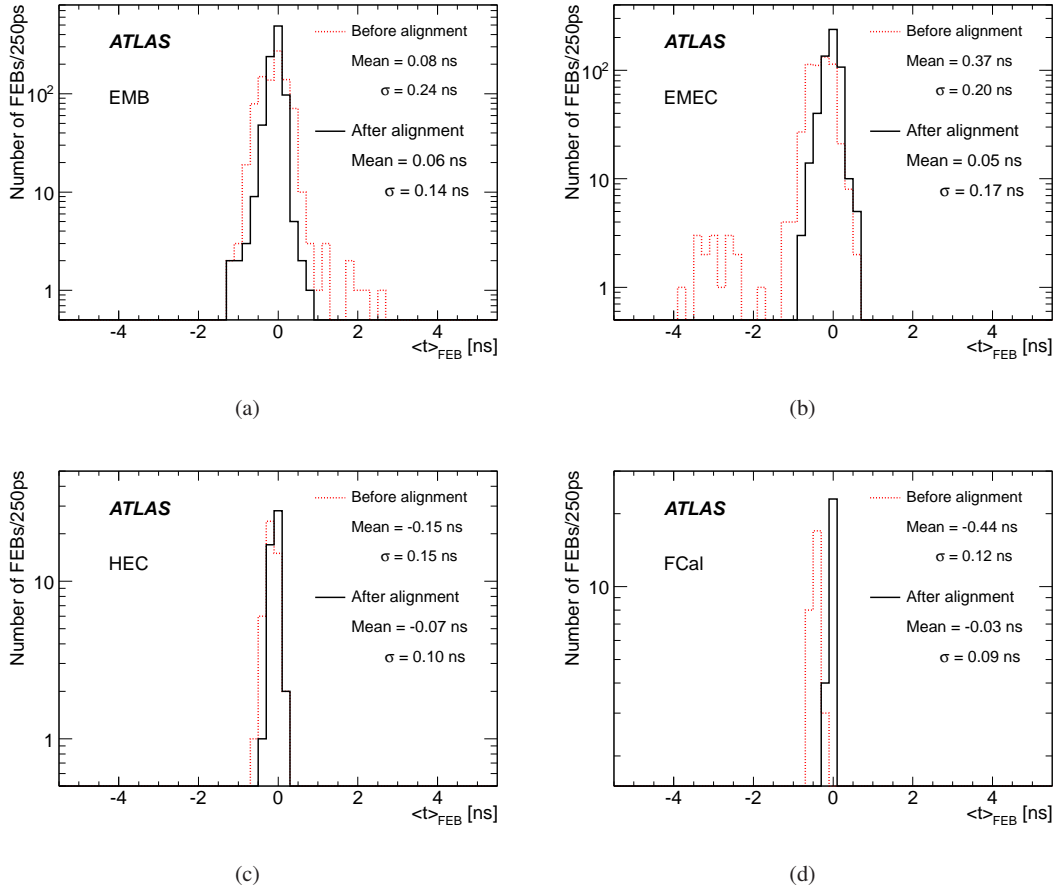 Number of FEBs/250ps
10²
10
1
ATLAS
EMB
Before alignment
Mean = 0.08 ns
σ = 0.24 ns
After alignment
Mean = 0.06 ns
σ = 0.14 ns
-4 -2 0 2 4
<t>FEB [ns]
(a)
Number of FEBs/250ps
10²
10
1
ATLAS
EMEC
Before alignment
Mean = 0.37 ns
σ = 0.20 ns
After alignment
Mean = 0.05 ns
σ = 0.17 ns
-4 -2 0 2 4
<t>FEB [ns]
(b)
Number of FEBs/250ps
10
1
ATLAS
HEC
Before alignment
Mean = -0.15 ns
σ = 0.15 ns
After alignment
Mean = -0.07 ns
σ = 0.10 ns
-4 -2 0 2 4
<t>FEB [ns]
(c)
Number of FEBs/250ps
10
ATLAS
FCal
Before alignment
Mean = -0.44 ns
σ = 0.12 ns
After alignment
Mean = -0.03 ns
σ = 0.09 ns
-4 -2 0 2 4
<t>FEB [ns]
(d)